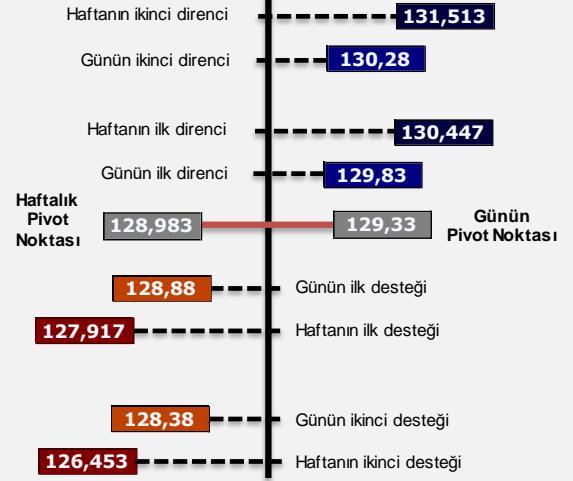 Haftanın ikinci direnci 131,513
Günün ikinci direnci 130,28
Haftanın ilk direnci 130,447
Günün ilk direnci 129,83
Haftalık
Pivot
Noktası
128,983
129,33
Günün
Pivot Noktası
128,88 Günün ilk desteği
127,917 Haftanın ilk desteği
128,38 Günün ikinci desteği
126,453 Haftanın ikinci desteği